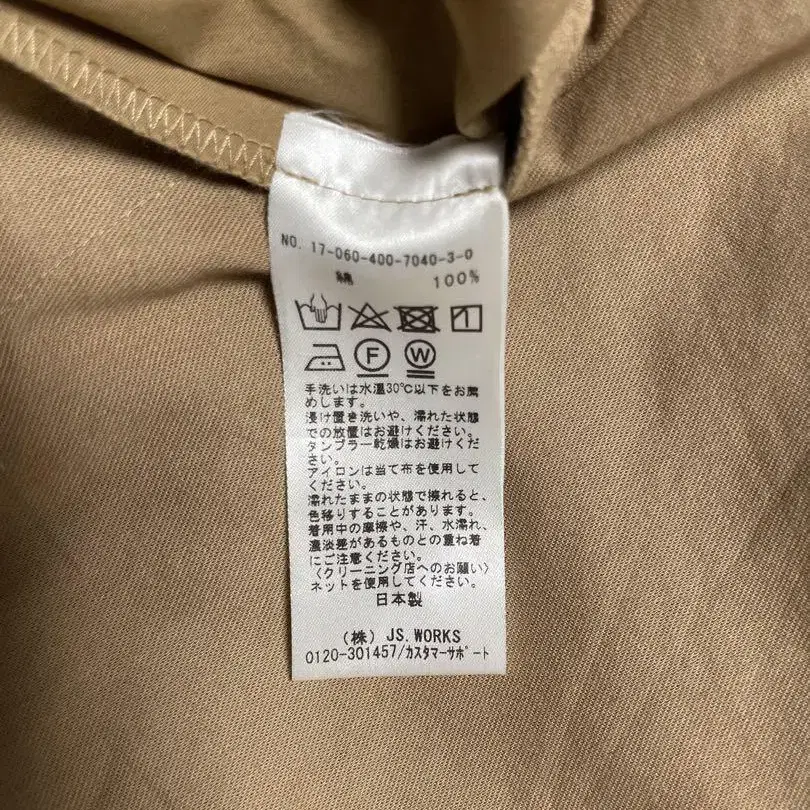 NO. 17-060-400-7040-3-0
綿 100%
F W
手洗いは水温30℃以下をお薦
めします。
浸け置き洗いや、濡れた状態
での放置はお避けください。
タンブラー乾燥はお避けくだ
さい。
アイロンは当て布を使用して
ください。
濡れたままの状態で擦れると、
色移りすることがあります。
着用中の摩擦や、汗、水濡れ、
濃淡差があるものとの重ね着
にご注意ください。
〈クリーニング店へのお願い〉
ネットを使用してください。
日本製
(株) JS.WORKS
0120-301457/カスタマーサポート